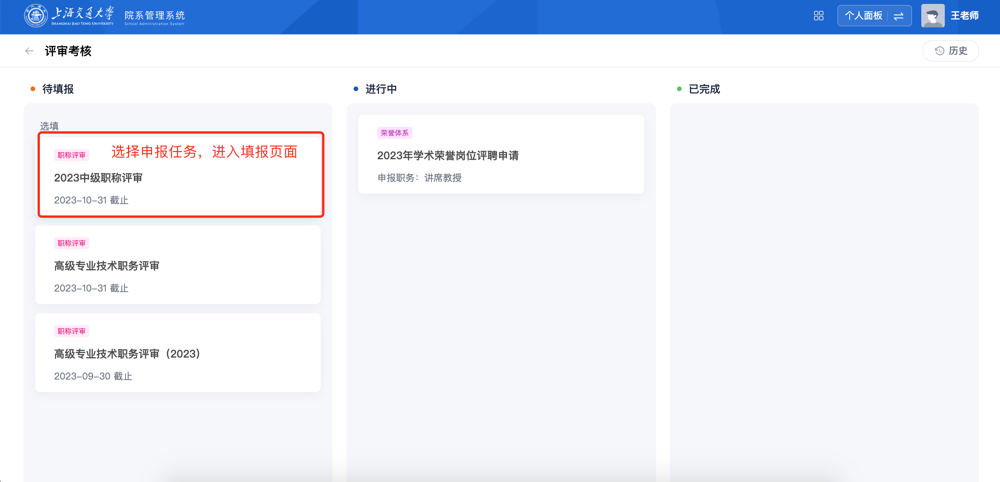 上海交通大学
SHANGHAI JIAO TONG UNIVERSITY
院系管理系统
School Administration System
个人面板
王老师
评审考核
历史
待填报
选填
职称评审
选择申报任务，进入填报页面
2023中级职称评审
2023-10-31 截止
职称评审
高级专业技术职务评审
2023-10-31 截止
职称评审
高级专业技术职务评审（2023）
2023-09-30 截止
进行中
荣誉体系
2023年学术荣誉岗位评聘申请
申报职务：讲席教授
已完成